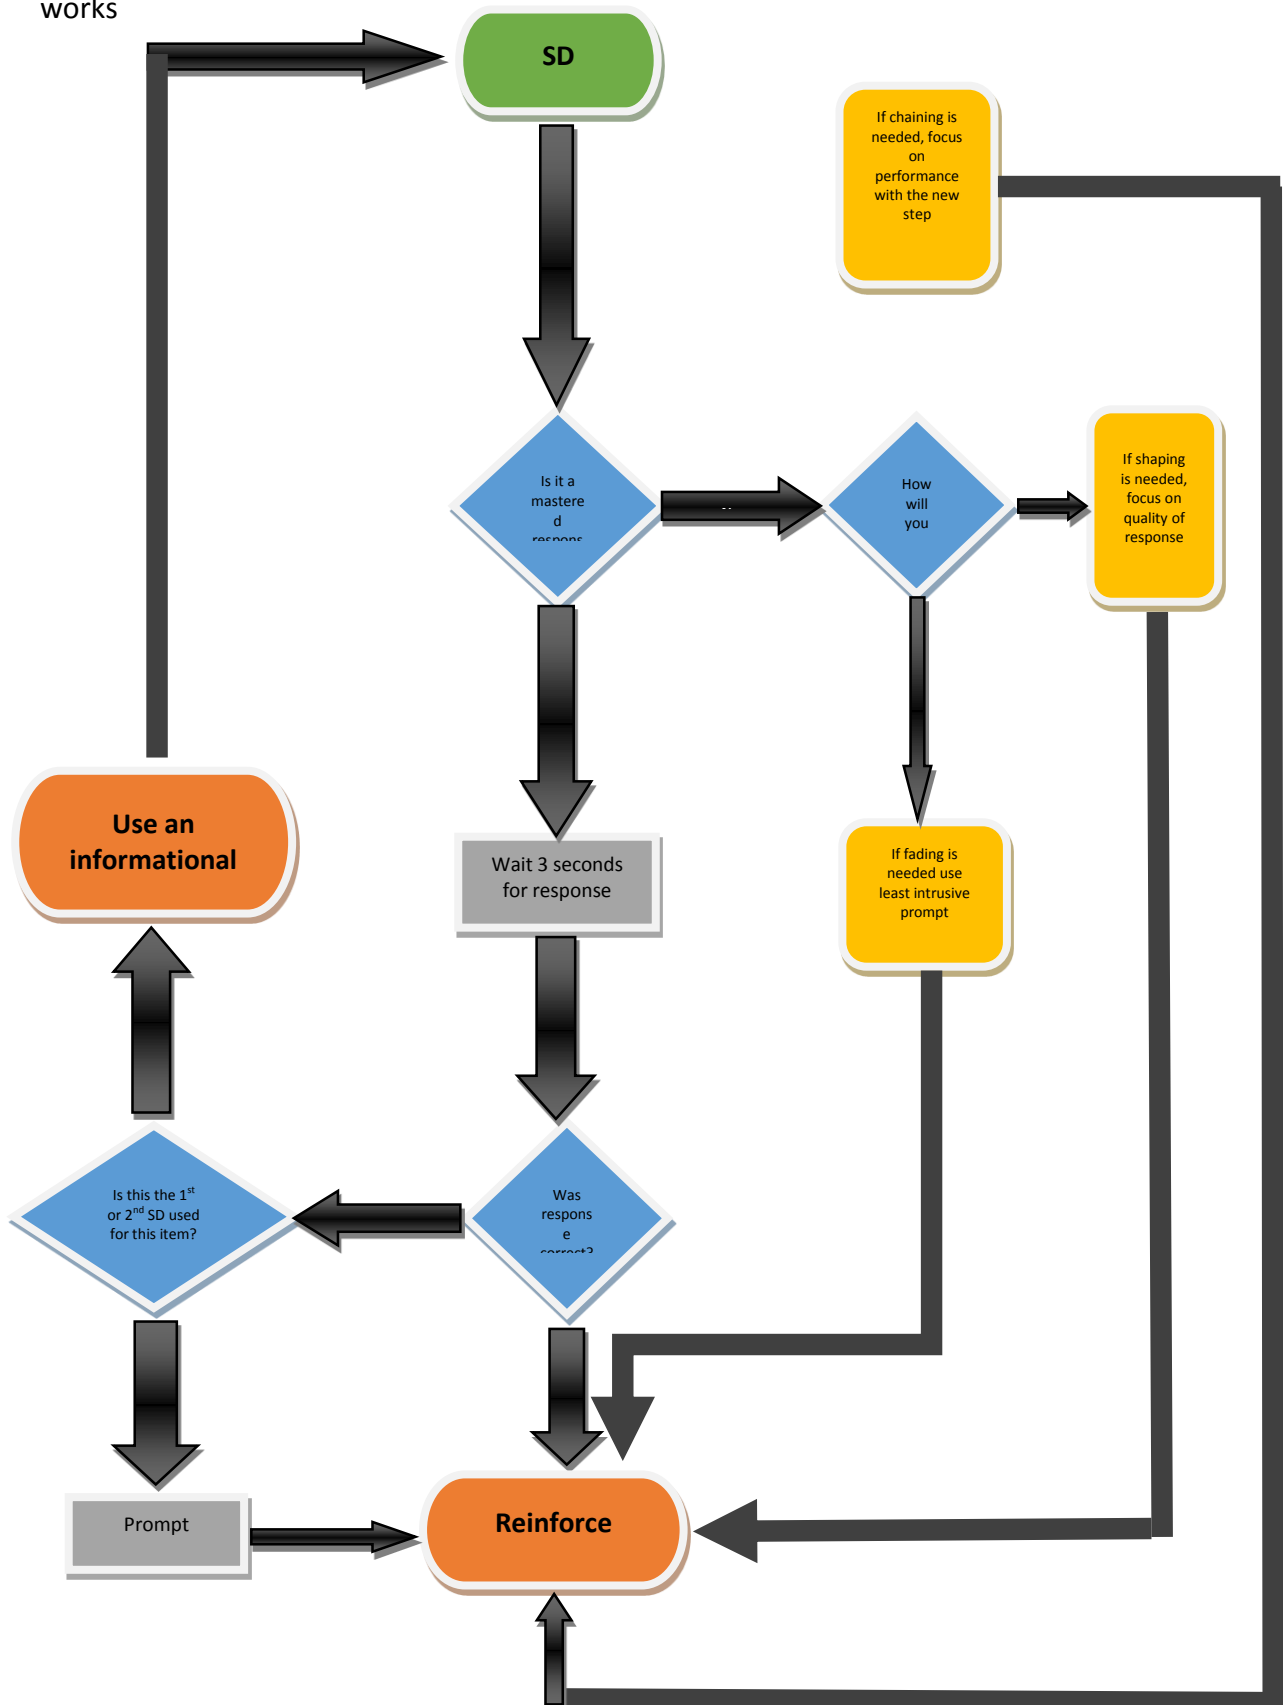 works
SD
If chaining is
needed, focus
on
performance
with the new
step
Is it a
mastere
d
respons
How
will
you
If shaping
is needed,
focus on
quality of
response
Use an
informational
Wait 3 seconds
for response
If fading is
needed use
least intrusive
prompt
Is this the 1st
or 2nd SD used
for this item?
Was
respons
e
correct?
Prompt
Reinforce